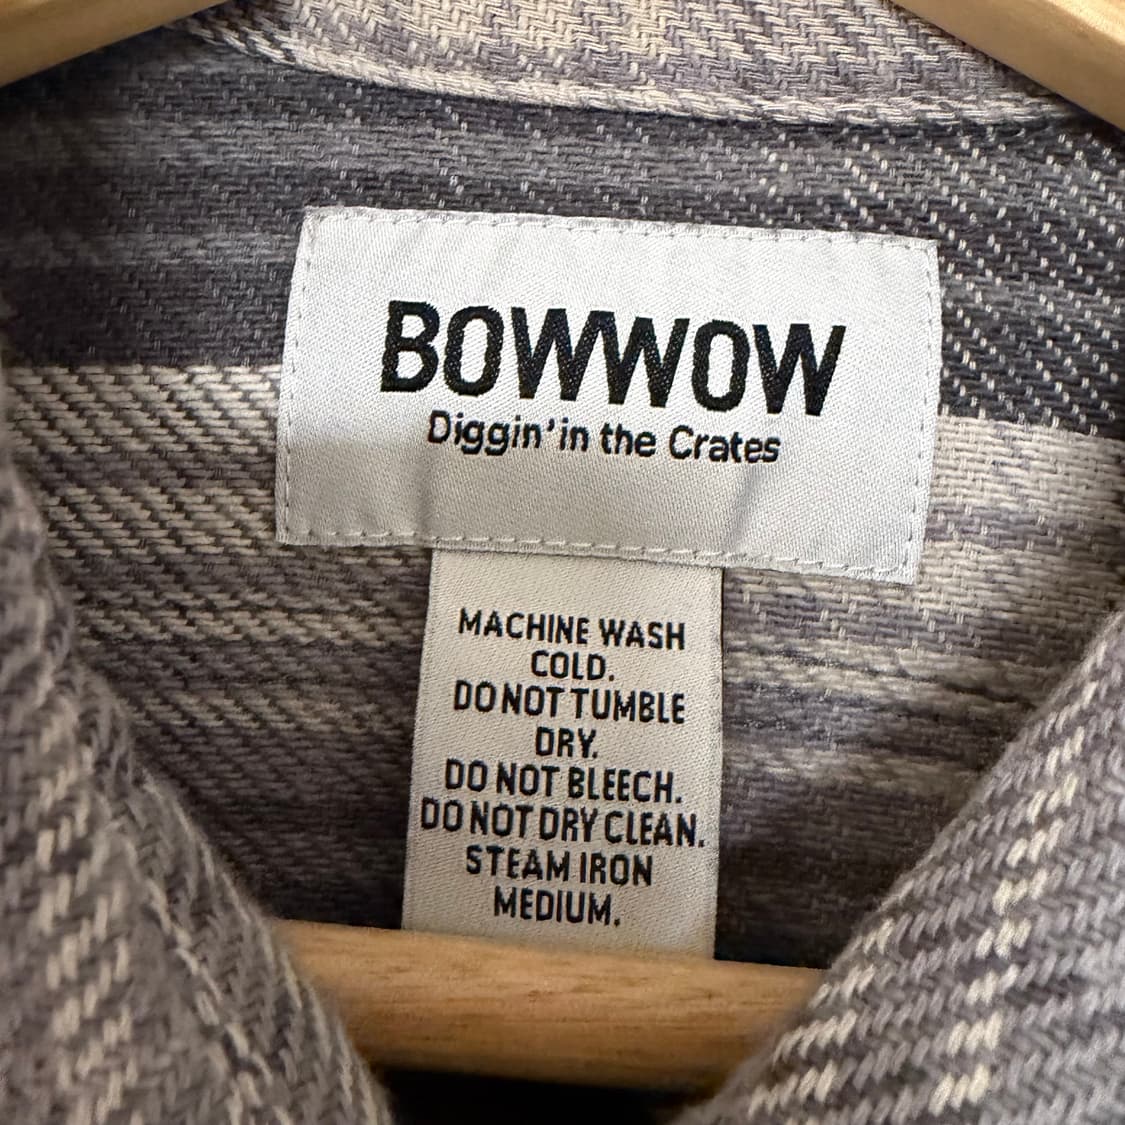 BOWWOW
Diggin' in the Crates
MACHINE WASH
COLD.
DO NOT TUMBLE
DRY.
DO NOT BLEECH.
DO NOT DRY CLEAN.
STEAM IRON
MEDIUM.